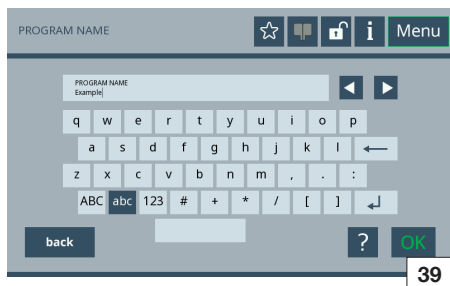 PROGRAM NAME
i Menu
PROGRAM NAME
Example
q w e r t y u i o p
a s d f g h j k l ←
z x c v b n m , . :
ABC abc 123 # + * / [ ] ↵
back ? OK
39